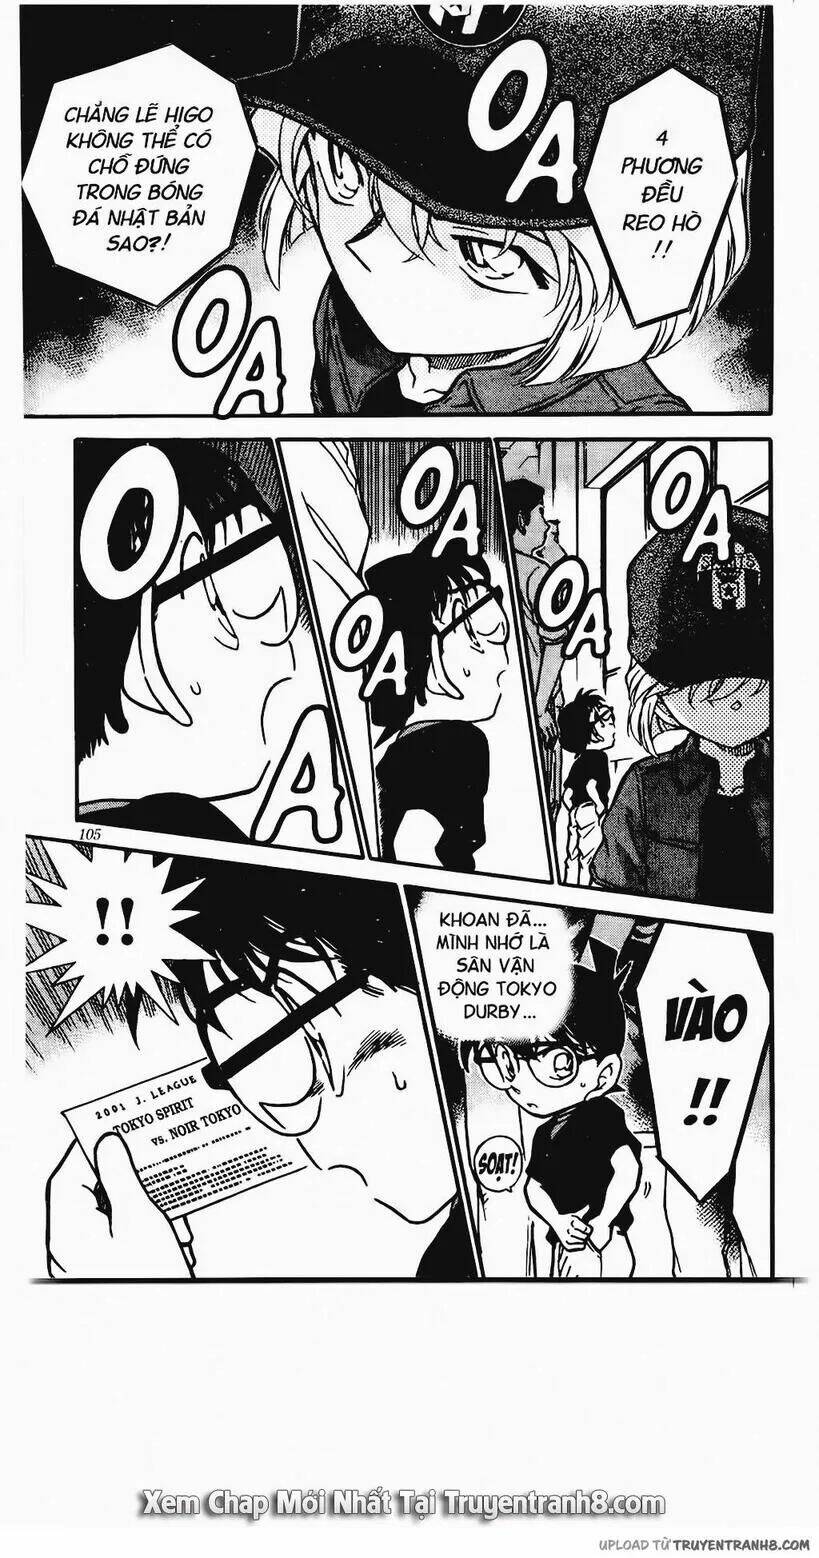 4
PHƯƠNG
ĐỀU
REO HÒ
!!
CHẲNG LẼ HIGO
KHÔNG THỂ CÓ
CHỖ ĐỨNG
TRONG BÓNG
ĐÁ NHẬT BẢN
SAO?!
OA
OA
OA
OA
OA
OA
OA
105
VÀO
!!
KHOAN ĐÃ...
MÌNH NHỚ LÀ
SÂN VẬN
ĐỘNG TOKYO
DURBY...
SOẠT!
!!
2001 J. LEAGUE
TOKYO SPIRIT
vs. NOIR TOKYO
Xem Chap Mới Nhất Tại Truyentranh8.com
UPLOAD TỪ TRUYENTRANH8.COM